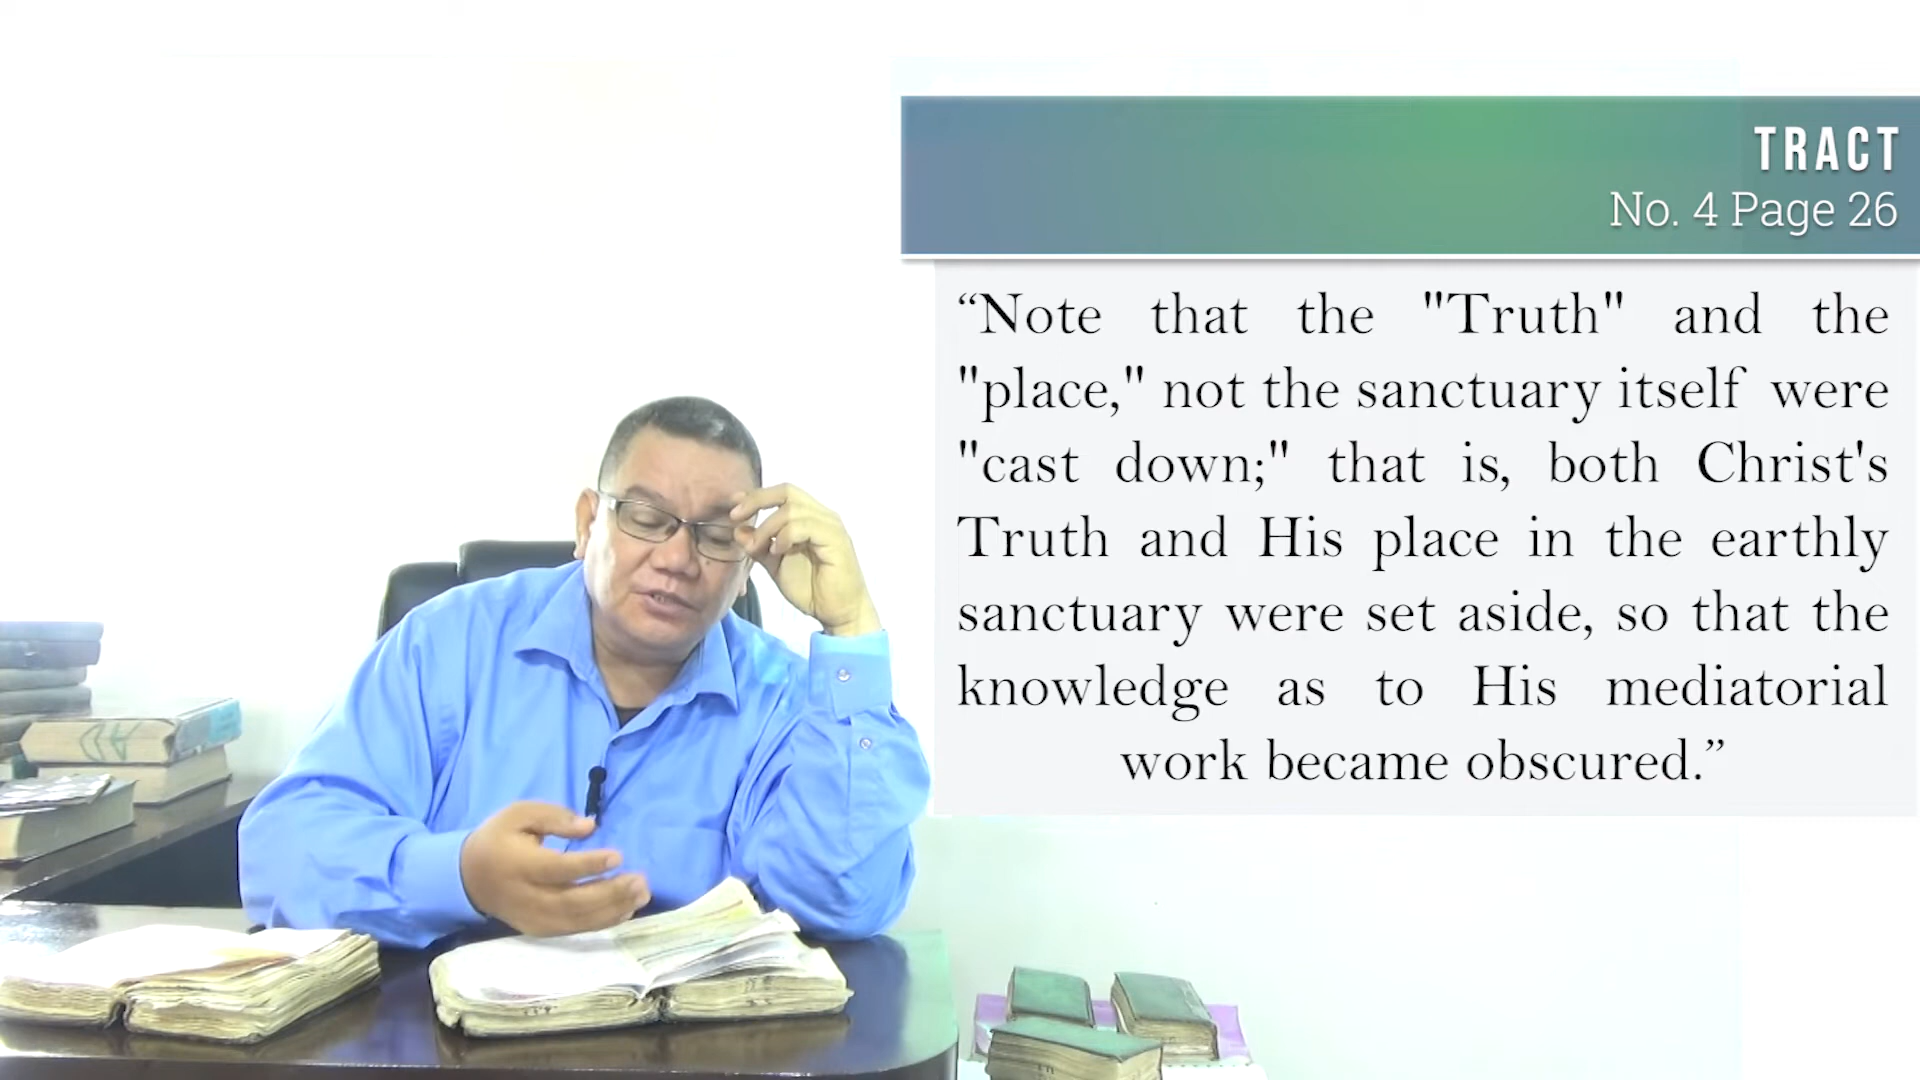 TRACT
No. 4 Page 26
“Note that the "Truth" and the
"place," not the sanctuary itself were
"cast down;" that is, both Christ's
Truth and His place in the earthly
sanctuary were set aside, so that the
knowledge as to His mediatorial
work became obscured.”